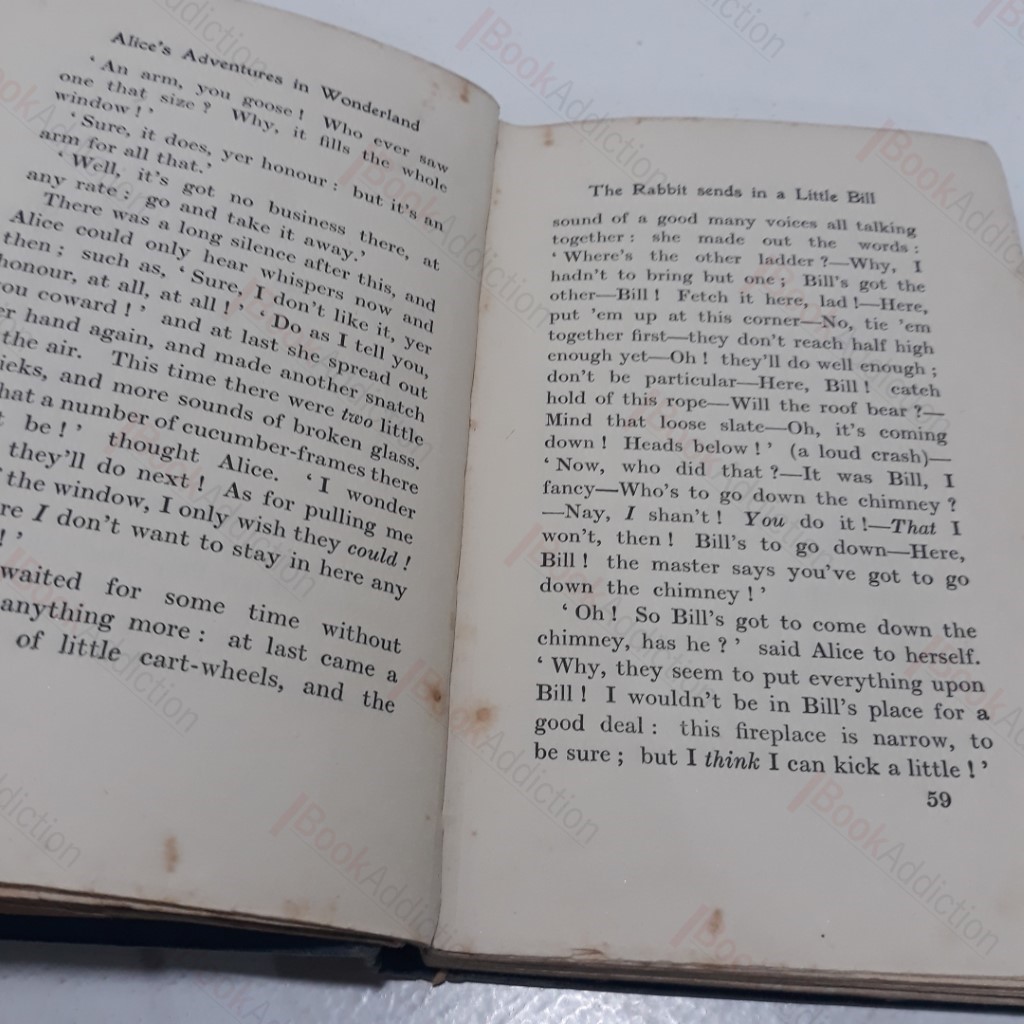 Alice's Adventures in Wonderland
' An arm, you goose ! Who ever saw
one that size ? Why, it fills the whole
window ! '
' Sure, it does, yer honour : but it's an
arm for all that.'
' Well, it's got no business there, at
any rate : go and take it away.'
There was a long silence after this, and
Alice could only hear whispers now and
then ; such as, ' Sure, I don't like it, yer
honour, at all, at all ! ' ' Do as I tell you,
you coward ! ' and at last she spread out
hand again, and made another snatch
the air. This time there were two little
and more sounds of broken glass.
a number of cucumber-frames there
be ! ' thought Alice. ' I wonder
they'll do next ! As for pulling me
the window, I only wish they could !
I don't want to stay in here any
! '
waited for some time without
anything more : at last came a
of little cart-wheels, and the
The Rabbit sends in a Little Bill
sound of a good many voices all talking
together : she made out the words :
' Where's the other ladder ?—Why, I
hadn't to bring but one ; Bill's got the
other—Bill ! Fetch it here, lad !—Here,
put 'em up at this corner—No, tie 'em
together first—they don't reach half high
enough yet—Oh ! they'll do well enough ;
don't be particular—Here, Bill ! catch
hold of this rope—Will the roof bear ?—
Mind that loose slate—Oh, it's coming
down ! Heads below ! ' (a loud crash)—
' Now, who did that ?—It was Bill, I
fancy—Who's to go down the chimney ?
—Nay, I shan't ! You do it !—That I
won't, then ! Bill's to go down—Here,
Bill ! the master says you've got to go
down the chimney ! '
' Oh ! So Bill's got to come down the
chimney, has he ? ' said Alice to herself.
' Why, they seem to put everything upon
Bill ! I wouldn't be in Bill's place for a
good deal : this fireplace is narrow, to
be sure ; but I think I can kick a little ! '
59
BookAddiction